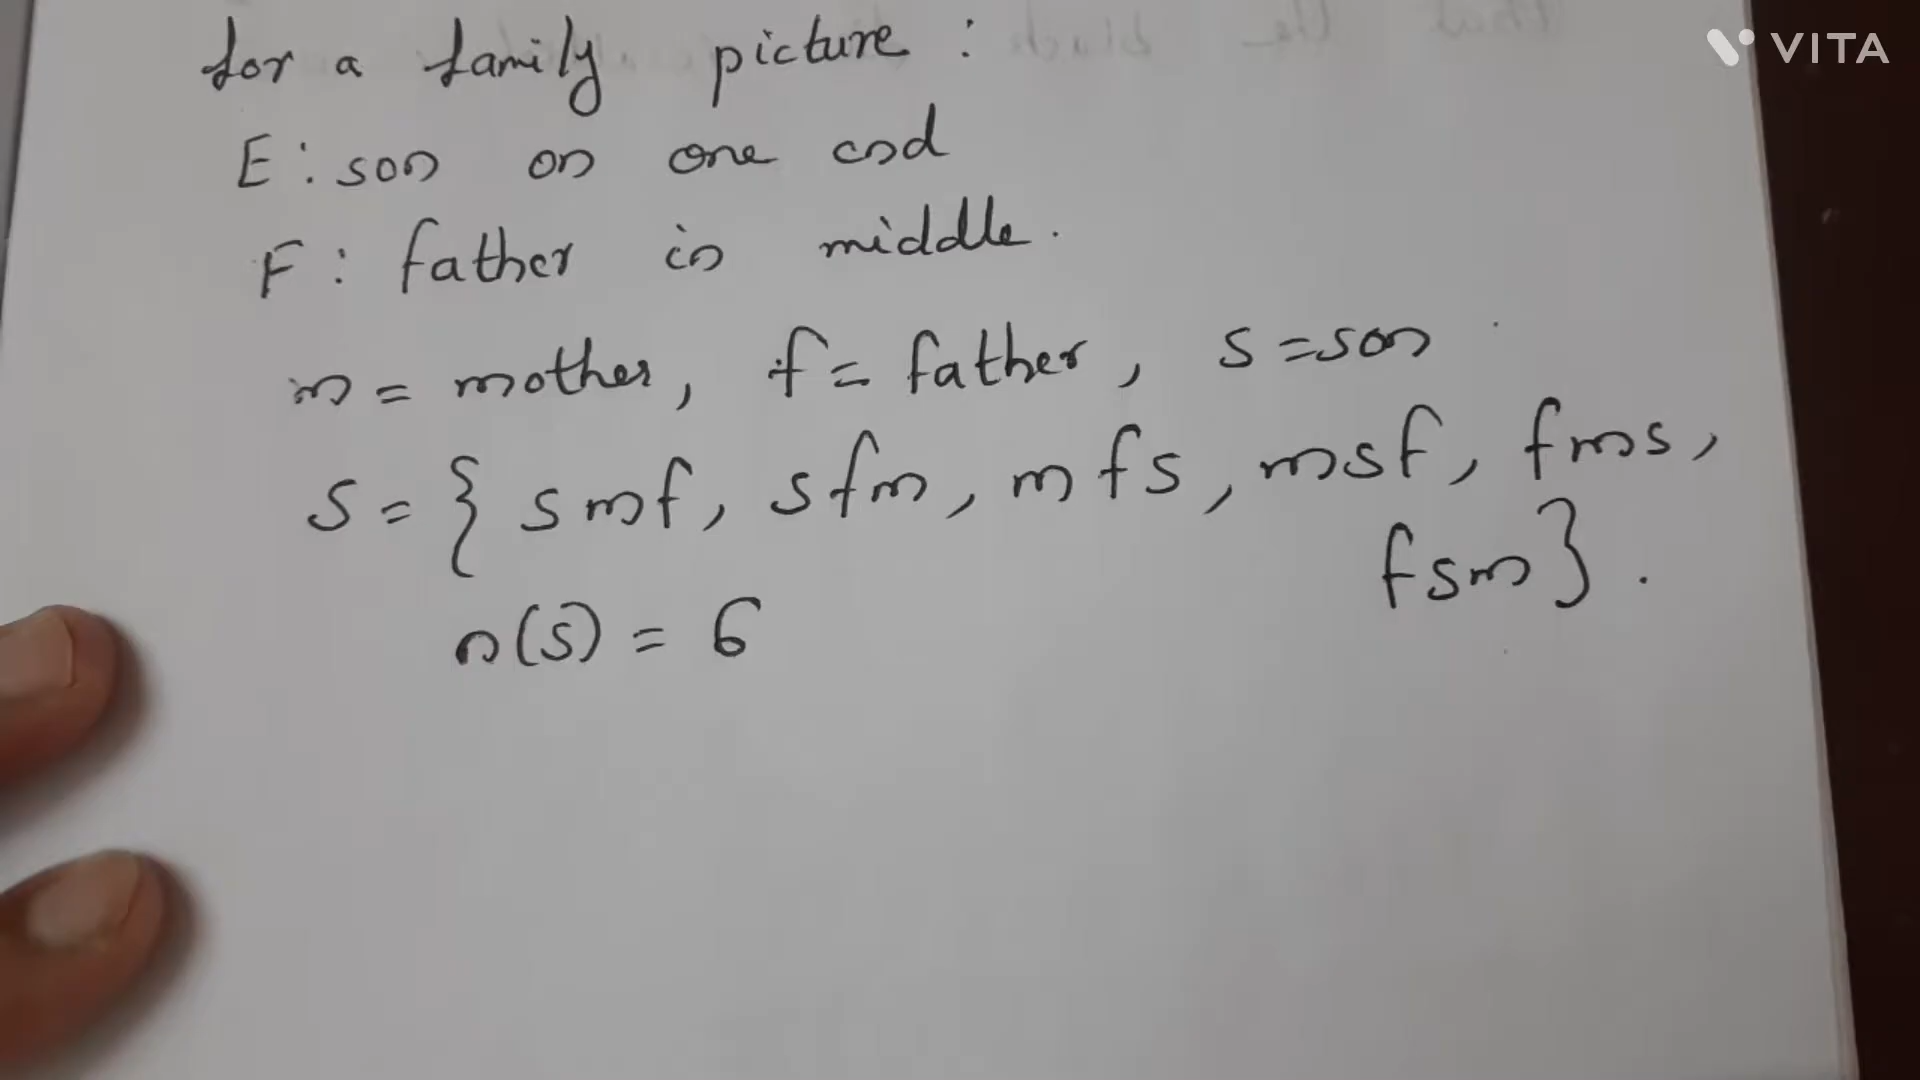 for a family picture :
VITA
E : son on one end
F : father in middle.
m = mother, f = father, s = son
S = { smf, sfm, mfs, msf, fms,
fsm } .
n(S) = 6